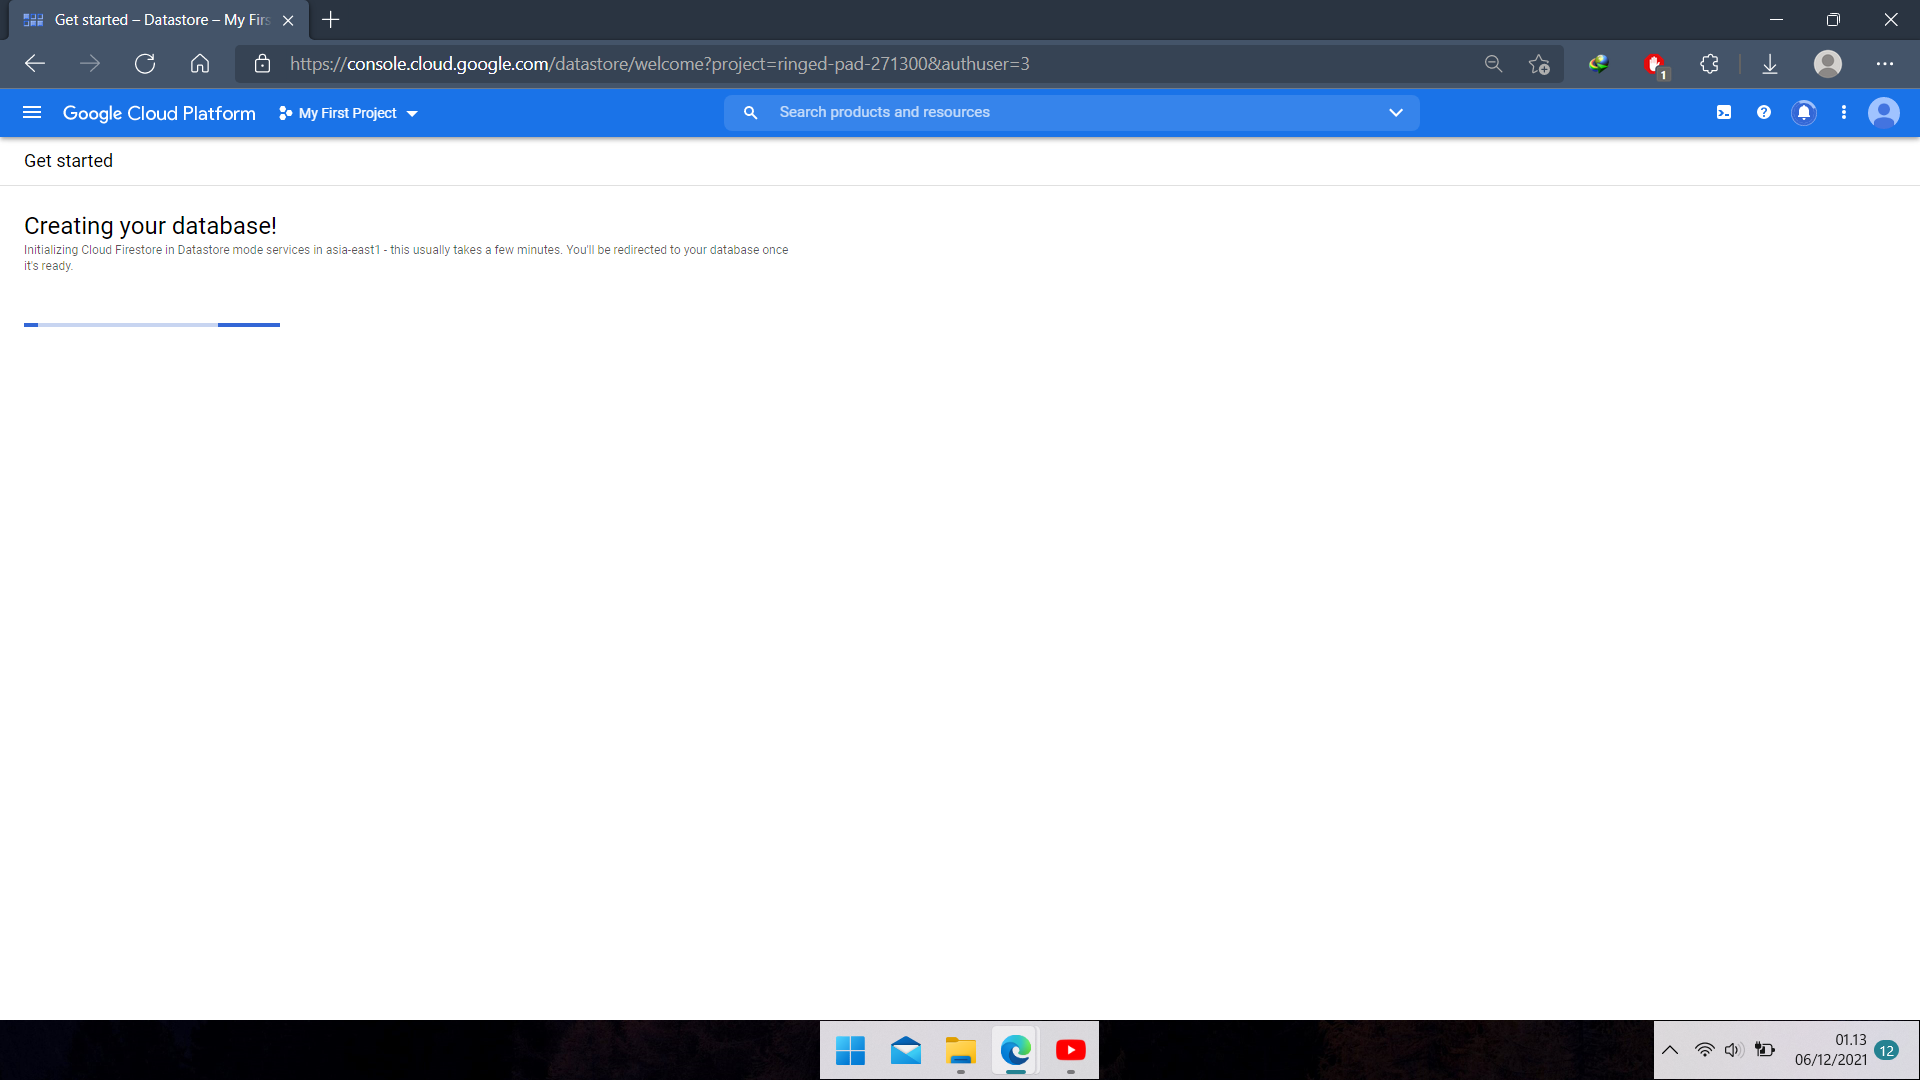 Get started – Datastore – My Firs
https://console.cloud.google.com/datastore/welcome?project=ringed-pad-271300&authuser=3
1
Google Cloud Platform
My First Project
Search products and resources
Get started
Creating your database!
Initializing Cloud Firestore in Datastore mode services in asia-east1 - this usually takes a few minutes. You'll be redirected to your database once
it's ready.
01.13
06/12/2021
12